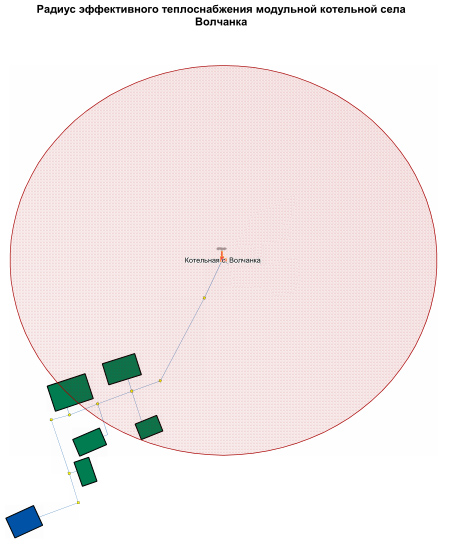 Радиус эффективного теплоснабжения модульной котельной села
Волчанка
Котельная с. Волчанка